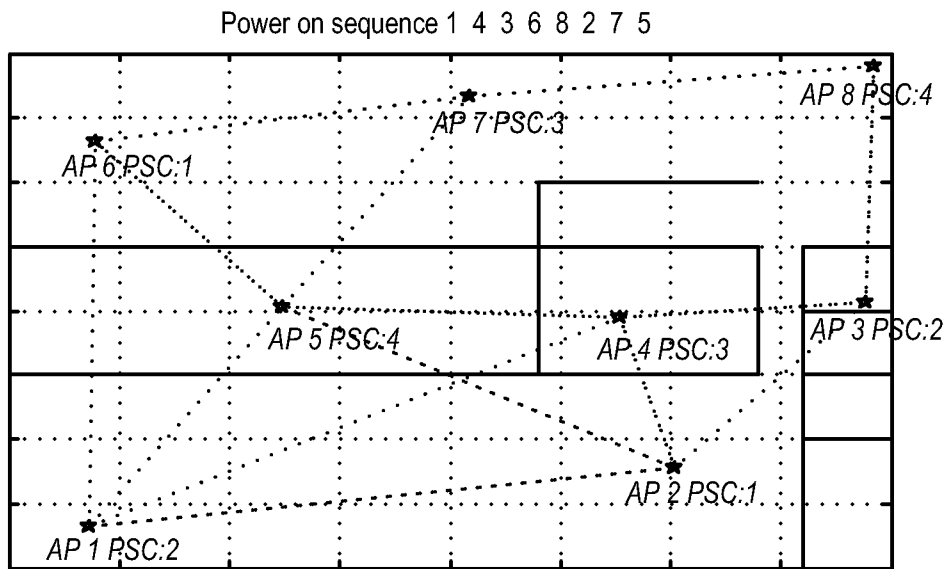 Power on sequence 1 4 3 6 8 2 7 5
AP 8 PSC:4
AP 7 PSC:3
AP 6 PSC:1
AP 5 PSC:4
AP 4 PSC:3
AP 3 PSC:2
AP 2 PSC:1
AP 1 PSC:2